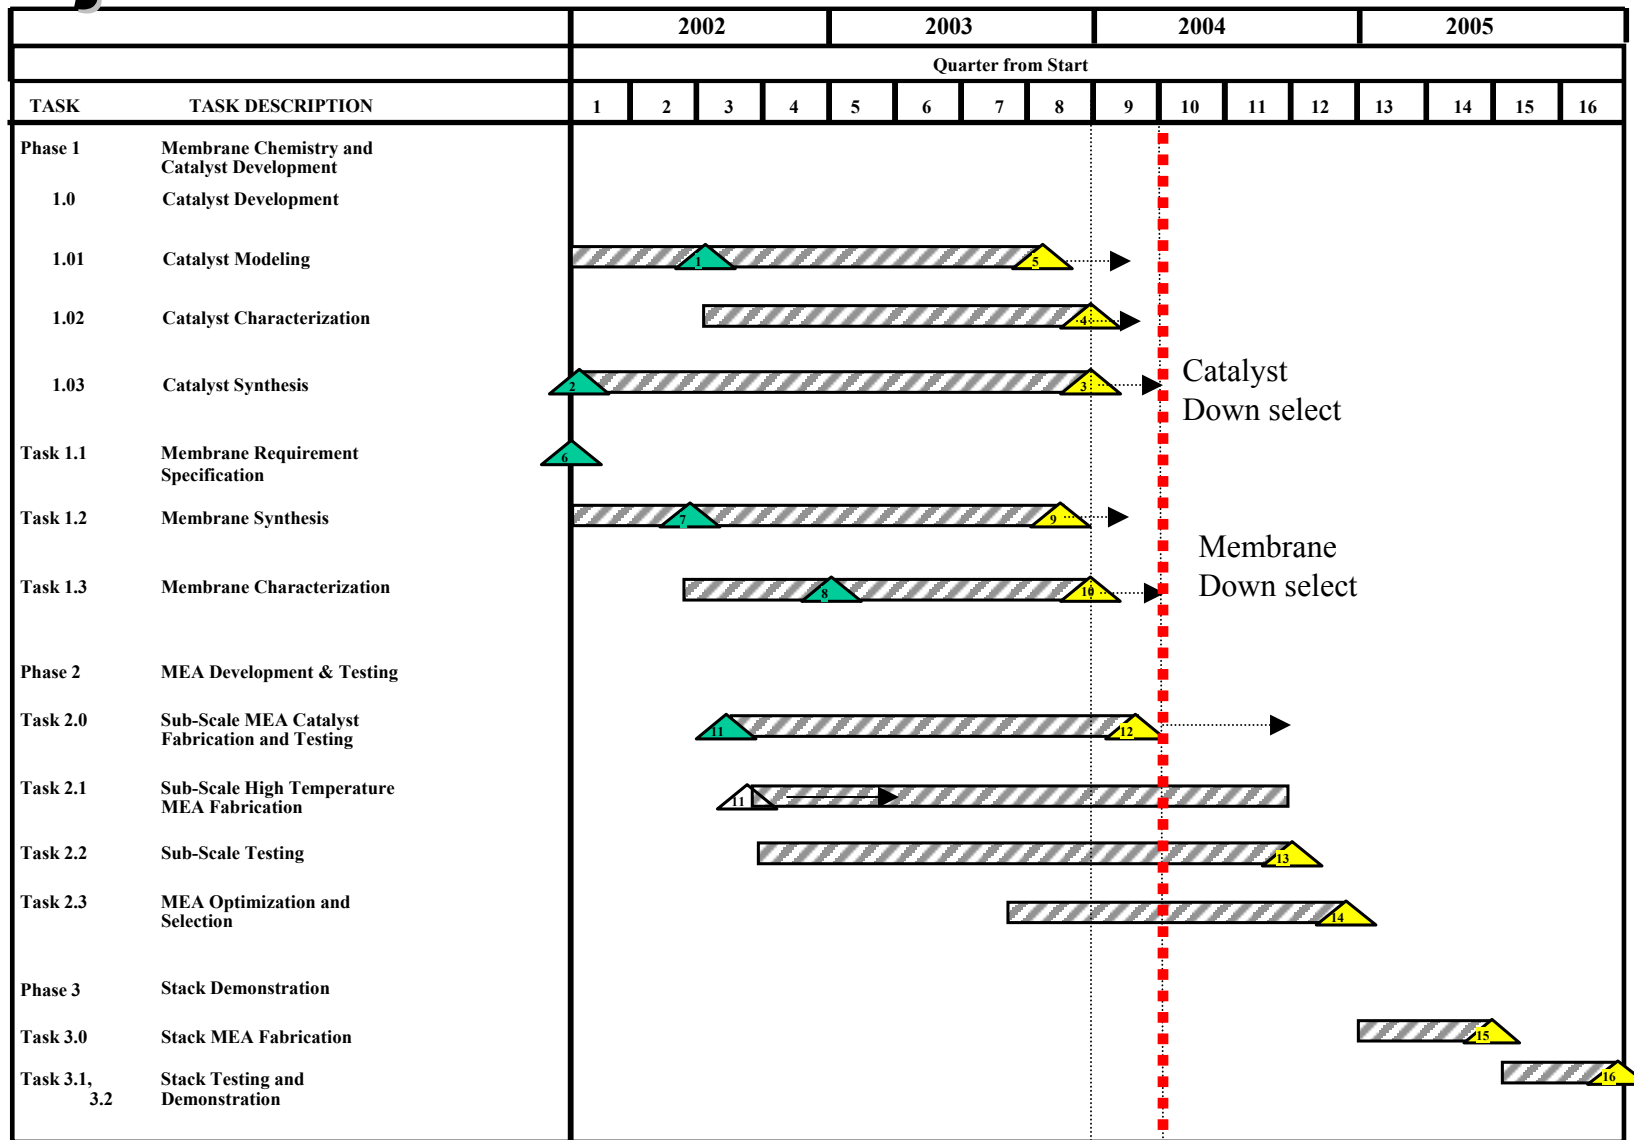 2002 2003 2004 2005
Quarter from Start
TASK TASK DESCRIPTION 1 2 3 4 5 6 7 8 9 10 11 12 13 14 15 16
Phase 1 Membrane Chemistry and
Catalyst Development
1.0 Catalyst Development
1.01 Catalyst Modeling 1 5
1.02 Catalyst Characterization 4
1.03 Catalyst Synthesis 2 3
Catalyst
Down select
Task 1.1 Membrane Requirement 6
Specification
Task 1.2 Membrane Synthesis 7 9
Membrane
Down select
Task 1.3 Membrane Characterization 8 10
Phase 2 MEA Development & Testing
Task 2.0 Sub-Scale MEA Catalyst 11 12
Fabrication and Testing
Task 2.1 Sub-Scale High Temperature 11
MEA Fabrication
Task 2.2 Sub-Scale Testing 13
Task 2.3 MEA Optimization and 14
Selection
Phase 3 Stack Demonstration
Task 3.0 Stack MEA Fabrication 15
Task 3.1, Stack Testing and 16
3.2 Demonstration